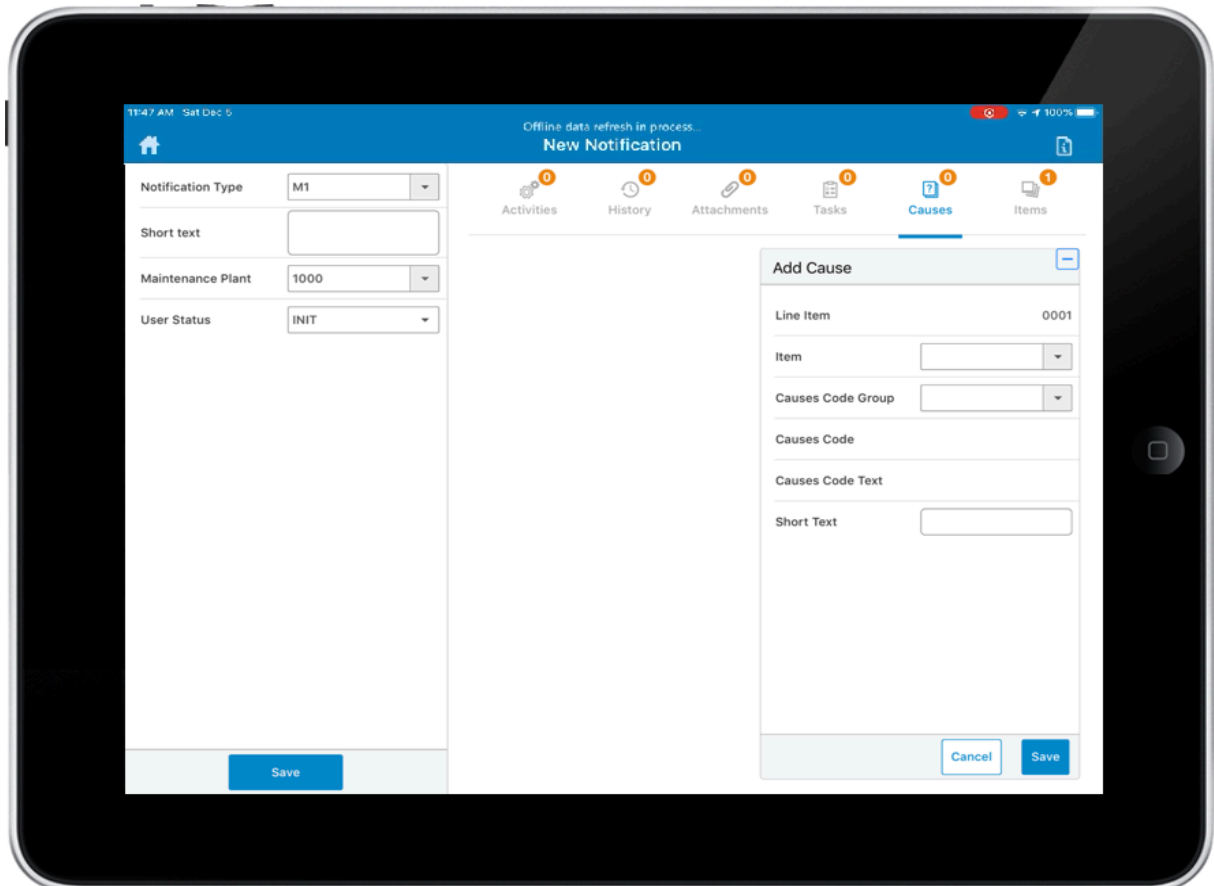 11:47 AM Sat Dec 5
100%
Offline data refresh in process...
New Notification
Notification Type M1
Short text
Maintenance Plant 1000
User Status INIT
Save
0 0 0 0 0 1
Activities History Attachments Tasks Causes Items
Add Cause
Line Item 0001
Item
Causes Code Group
Causes Code
Causes Code Text
Short Text
Cancel Save